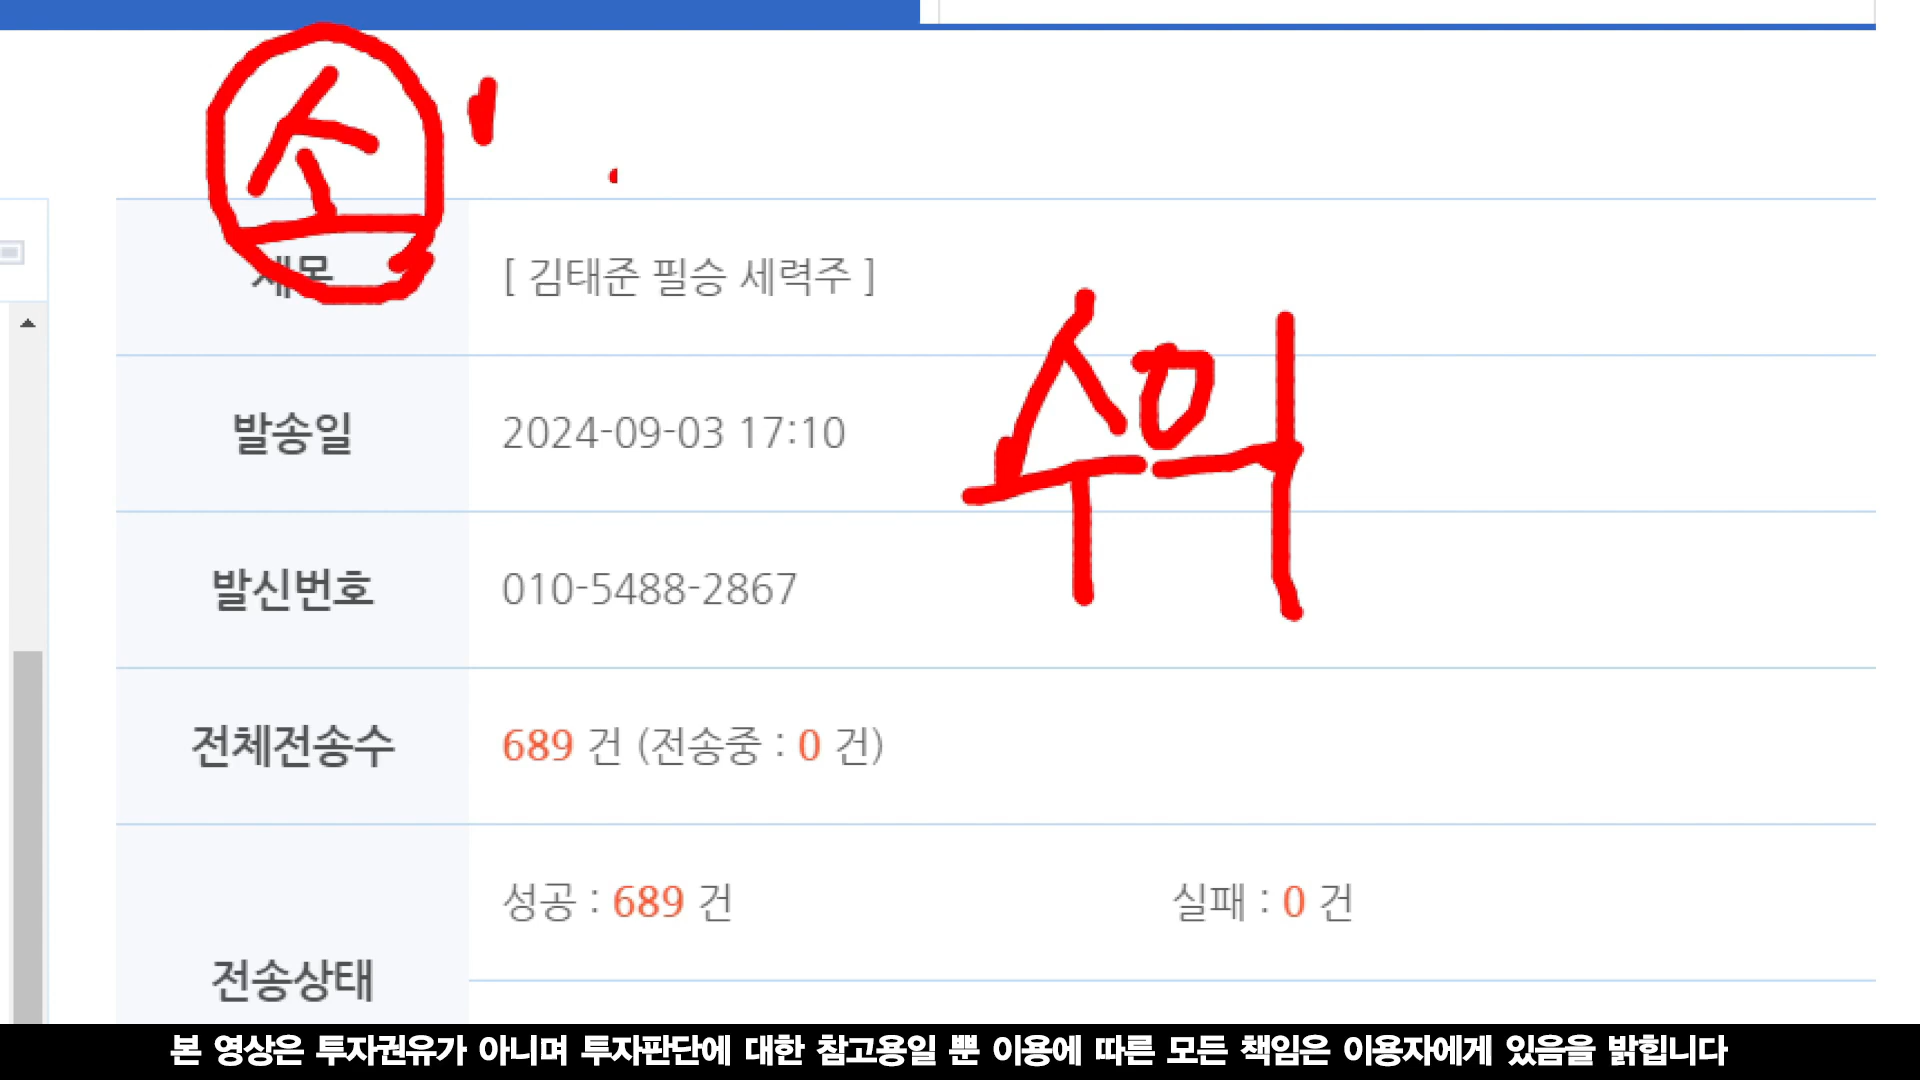 소
제목 [ 김태준 필승 세력주 ]
수익
발송일 2024-09-03 17:10
발신번호 010-5488-2867
전체전송수 689 건 (전송중 : 0 건)
성공 : 689 건 실패 : 0 건
전송상태
본 영상은 투자권유가 아니며 투자판단에 대한 참고용일 뿐 이용에 따른 모든 책임은 이용자에게 있음을 밝힙니다